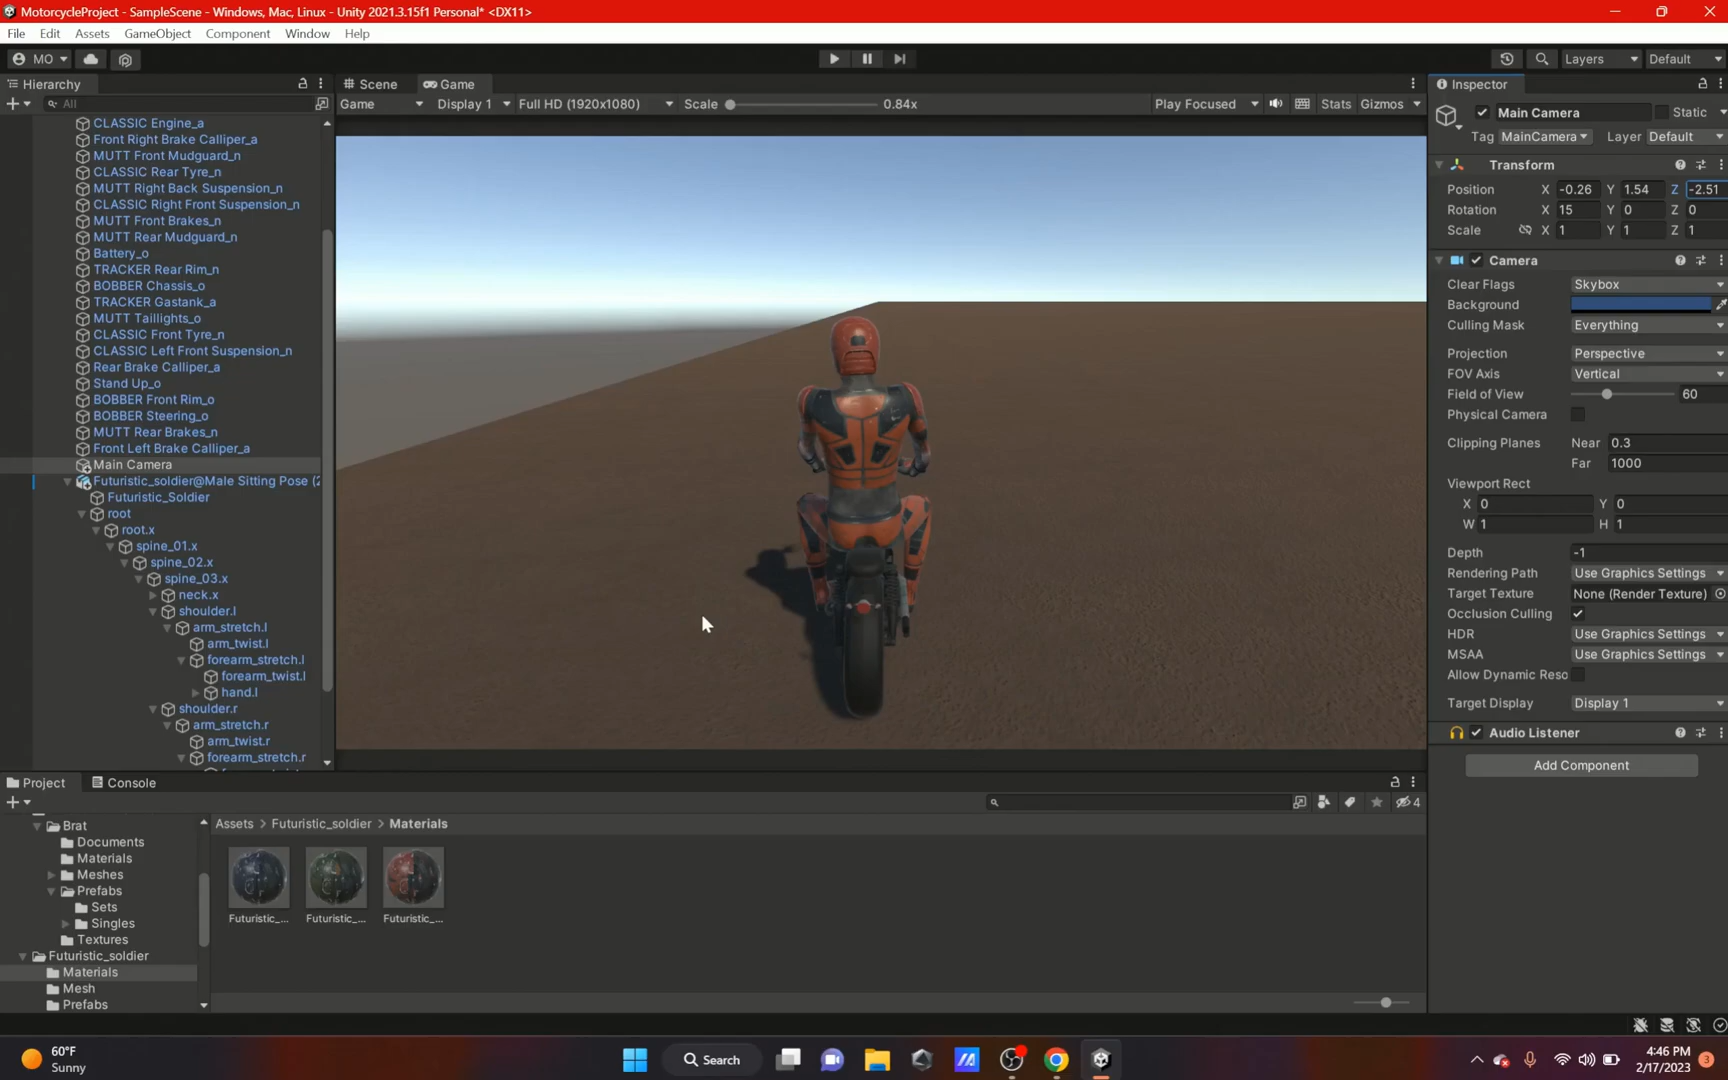 MotorcycleProject - SampleScene - Windows, Mac, Linux - Unity 2021.3.15f1 Personal* <DX11>
File Edit Assets GameObject Component Window Help
MO Layers Default
Hierarchy
All
CLASSIC Engine_a
Front Right Brake Calliper_a
MUTT Front Mudguard_n
CLASSIC Rear Tyre_n
MUTT Right Back Suspension_n
CLASSIC Right Front Suspension_n
MUTT Front Brakes_n
MUTT Rear Mudguard_n
Battery_o
TRACKER Rear Rim_n
BOBBER Chassis_o
TRACKER Gastank_a
MUTT Taillights_o
CLASSIC Front Tyre_n
CLASSIC Left Front Suspension_n
Rear Brake Calliper_a
Stand Up_o
BOBBER Front Rim_o
BOBBER Steering_o
MUTT Rear Brakes_n
Front Left Brake Calliper_a
Main Camera
Futuristic_soldier@Male Sitting Pose (2
Futuristic_Soldier
root
root.x
spine_01.x
spine_02.x
spine_03.x
neck.x
shoulder.l
arm_stretch.l
arm_twist.l
forearm_stretch.l
forearm_twist.l
hand.l
shoulder.r
arm_stretch.r
arm_twist.r
forearm_stretch.r
Scene Game
Game Display 1 Full HD (1920x1080) Scale 0.84x Play Focused Stats Gizmos
Inspector
Main Camera Static
Tag MainCamera Layer Default
Transform
Position X -0.26 Y 1.54 Z -2.51
Rotation X 15 Y 0 Z 0
Scale X 1 Y 1 Z 1
Camera
Clear Flags Skybox
Background
Culling Mask Everything
Projection Perspective
FOV Axis Vertical
Field of View 60
Physical Camera
Clipping Planes Near 0.3
Far 1000
Viewport Rect
X 0 Y 0
W 1 H 1
Depth -1
Rendering Path Use Graphics Settings
Target Texture None (Render Texture)
Occlusion Culling
HDR Use Graphics Settings
MSAA Use Graphics Settings
Allow Dynamic Reso
Target Display Display 1
Audio Listener
Add Component
Project Console
4
Brat
Documents
Materials
Meshes
Prefabs
Sets
Singles
Textures
Futuristic_soldier
Materials
Mesh
Prefabs
Assets > Futuristic_soldier > Materials
Futuristic_... Futuristic_... Futuristic_...
60°F
Sunny
Search
4:46 PM
2/17/2023
3